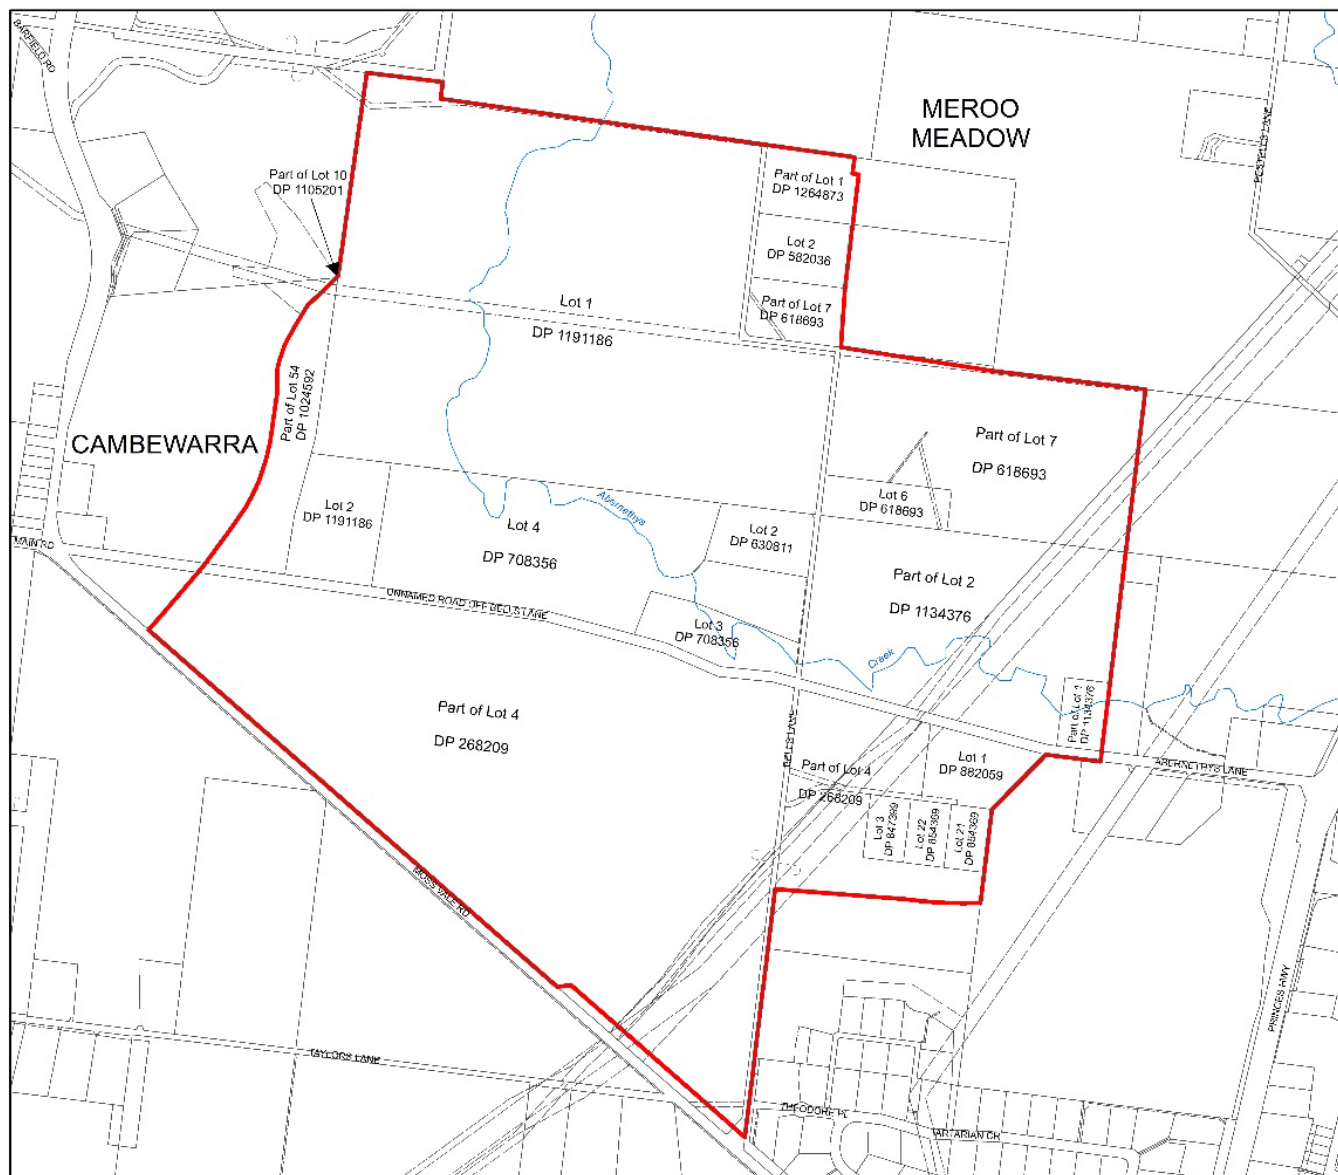 BARFIELD RD
MEROO
MEADOW
PESTELLS LANE
Part of Lot 10
DP 1105201
Part of Lot 1
DP 1264873
Lot 2
DP 582036
Part of Lot 7
DP 618693
Lot 1
DP 1191186
Part of Lot 54
DP 1024592
CAMBEWARRA
Part of Lot 7
DP 618693
Lot 6
DP 618693
Lot 2
DP 1191186
Lot 4
DP 708356
Abernethys
Lot 2
DP 630811
MAIN RD
Part of Lot 2
DP 1134376
UNNAMED ROAD OFF BELLS LANE
Lot 3
DP 708356
Creek
Part of Lot 1
DP 1134376
Part of Lot 4
DP 268209
BELLS LANE
Part of Lot 4
DP 268209
Lot 1
DP 882059
ABERNETHYS LANE
Lot 3
DP 847399
Lot 22
DP 854369
Lot 21
DP 854369
MOSS VALE RD
PRINCES HWY
TAYLORS LANE
THEODORE PL
TARTARIAN CR